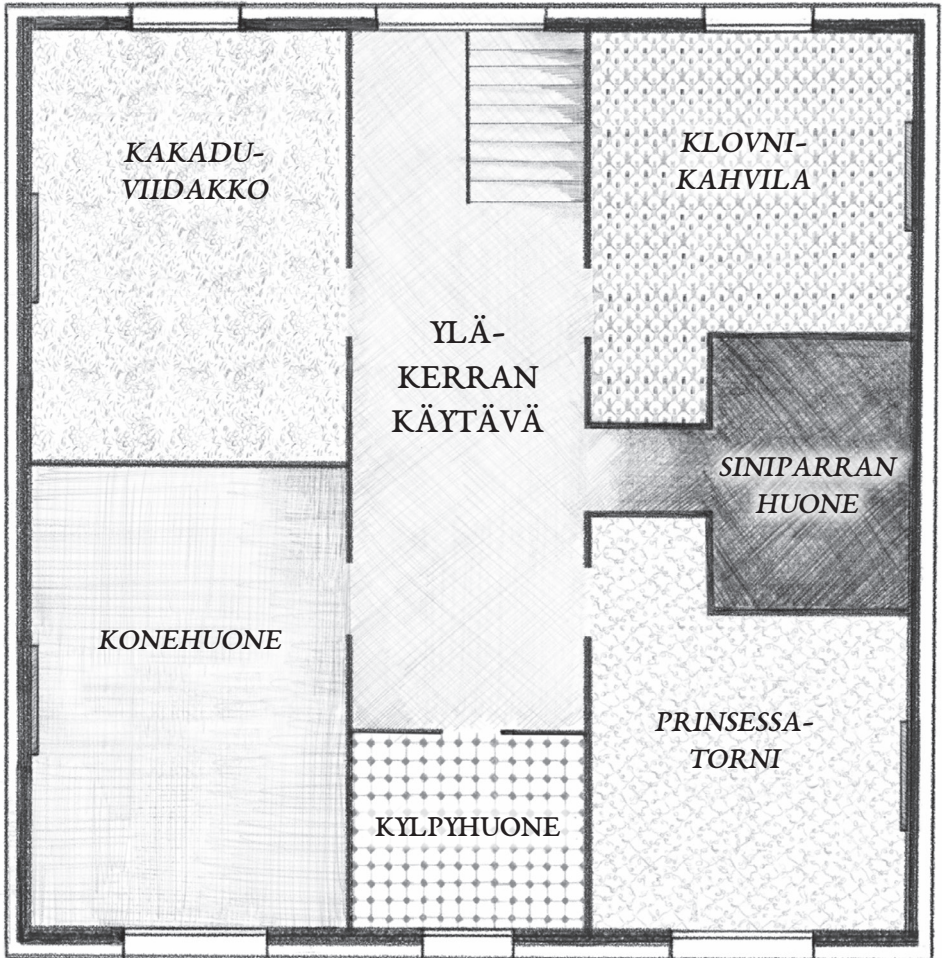 KAKADU-
VIIDAKKO
KLOVNI-
KAHVILA
YLÄ-
KERRAN
KÄYTÄVÄ
SINIPARRAN
HUONE
KONEHUONE
PRINSESSA-
TORNI
KYLPYHUONE